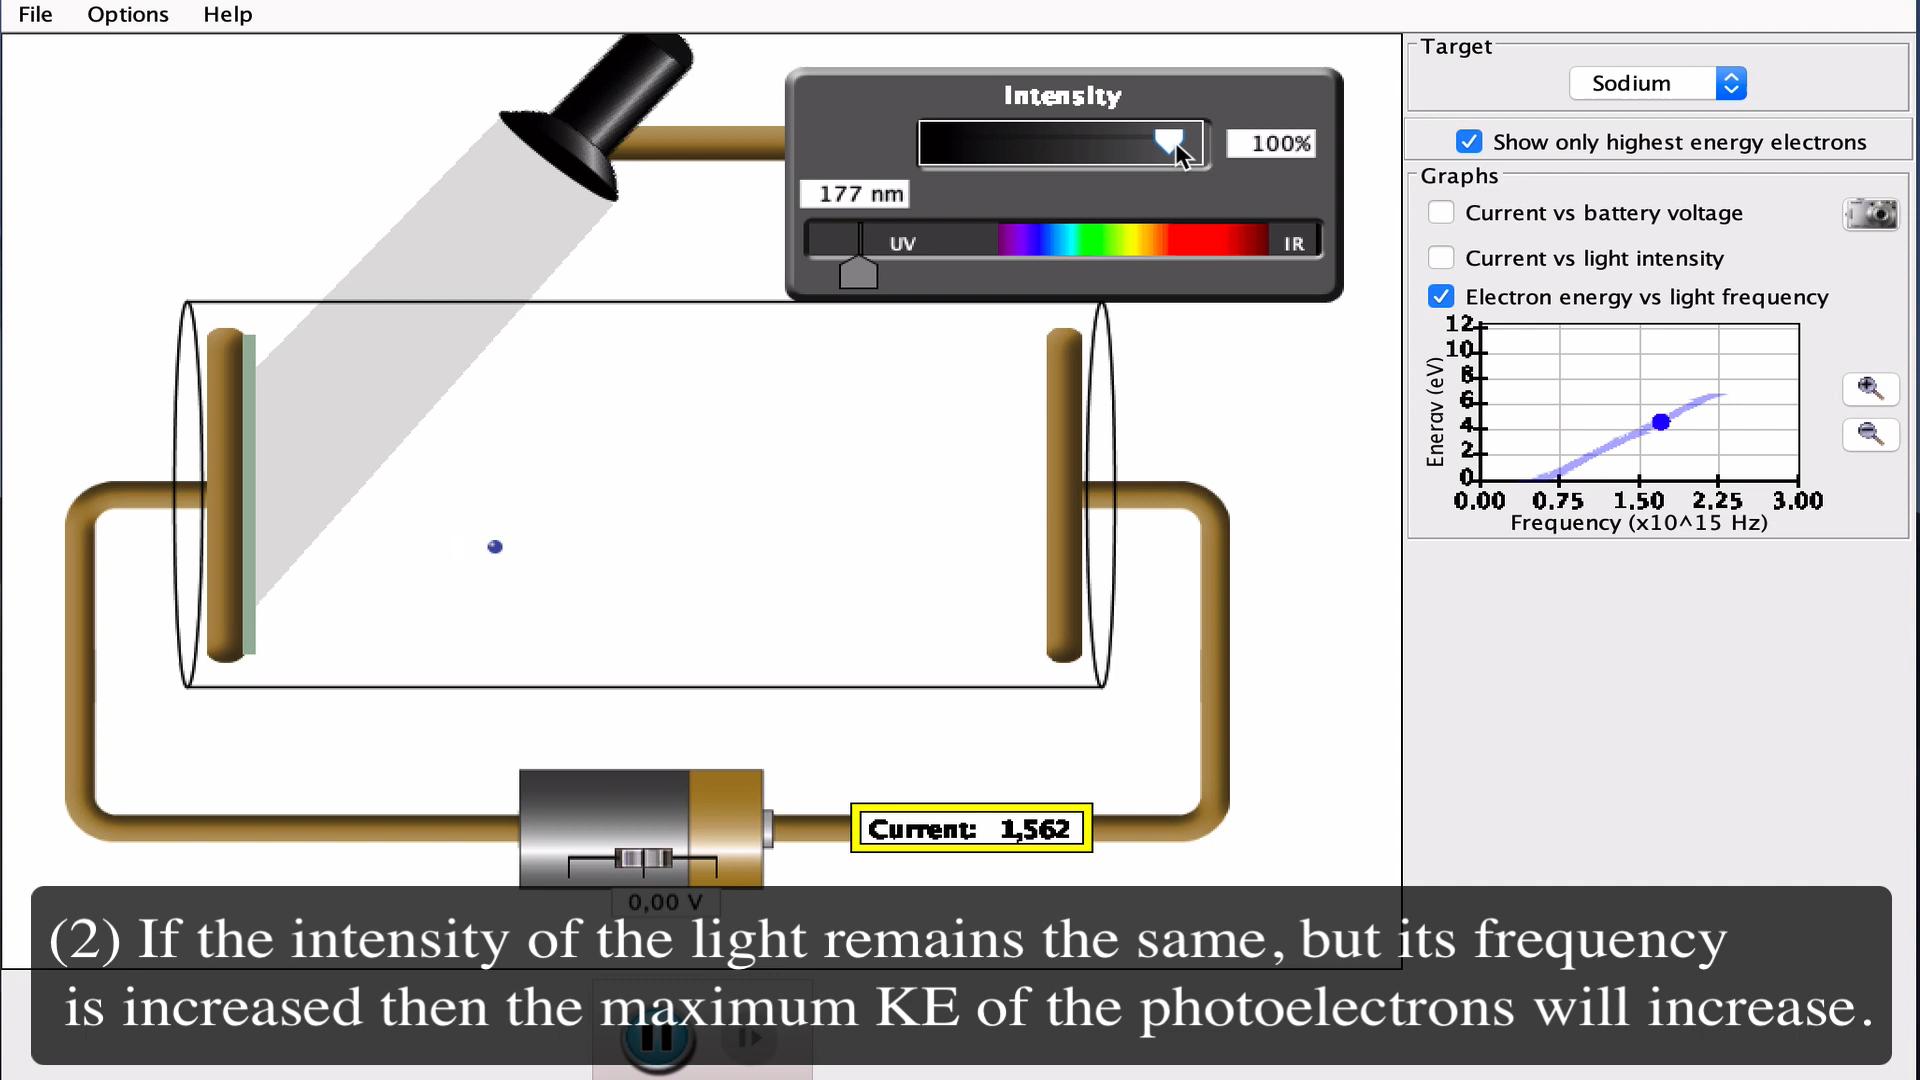 File Options Help
Target
Sodium
Show only highest energy electrons
Graphs
Current vs battery voltage
Current vs light intensity
Electron energy vs light frequency
12
10
8
6
4
2
0
Energy (eV)
0.00 0.75 1.50 2.25 3.00
Frequency (x10^15 Hz)
Intensity
100%
177 nm
UV IR
Current: 1,562
0,00 V
(2) If the intensity of the light remains the same, but its frequency
is increased then the maximum KE of the photoelectrons will increase.